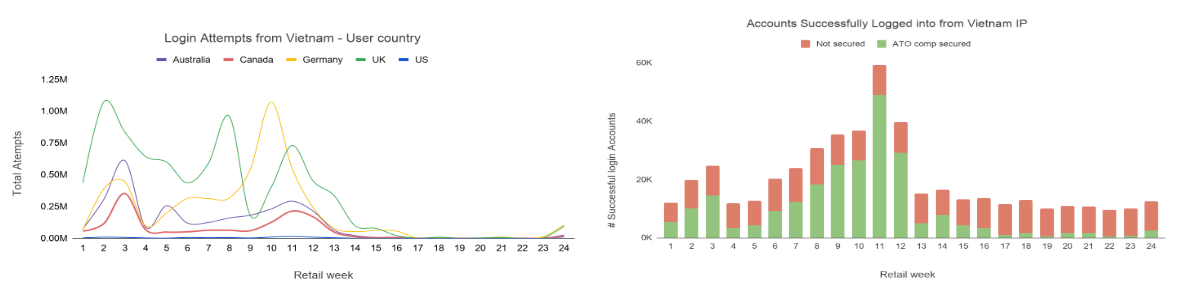 Login Attempts from Vietnam - User country
Australia Canada Germany UK US
1.25M
1.00M
0.75M
0.50M
0.25M
0.00M
Total Atempts
1 2 3 4 5 6 7 8 9 10 11 12 13 14 15 16 17 18 19 20 21 22 23 24
Retail week
Accounts Successfully Logged into from Vietnam IP
Not secured ATO comp secured
60K
40K
20K
0K
# Successful login Accounts
1 2 3 4 5 6 7 8 9 10 11 12 13 14 15 16 17 18 19 20 21 22 23 24
Retail week